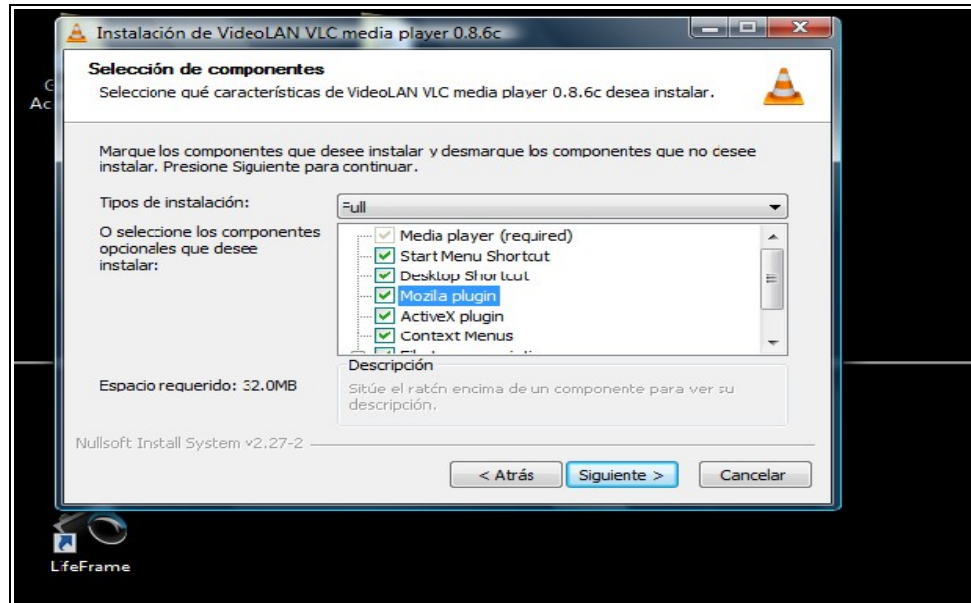 Instalación de VideoLAN VLC media player 0.8.6c
Selección de componentes
Seleccione qué características de VideoLAN VLC media player 0.8.6c desea instalar.
G
Ac
Marque los componentes que desee instalar y desmarque los componentes que no desee
instalar. Presione Siguiente para continuar.
Tipos de instalación:
Full
O seleccione los componentes
opcionales que desee
instalar:
Media player (required)
Start Menu Shortcut
Desktop Shortcut
Mozilla plugin
ActiveX plugin
Context Menus
Espacio requerido: 32.0MB
Descripción
Sitúe el ratón encima de un componente para ver su
descripción.
Nullsoft Install System v2.27-2
< Atrás
Siguiente >
Cancelar
LifeFrame